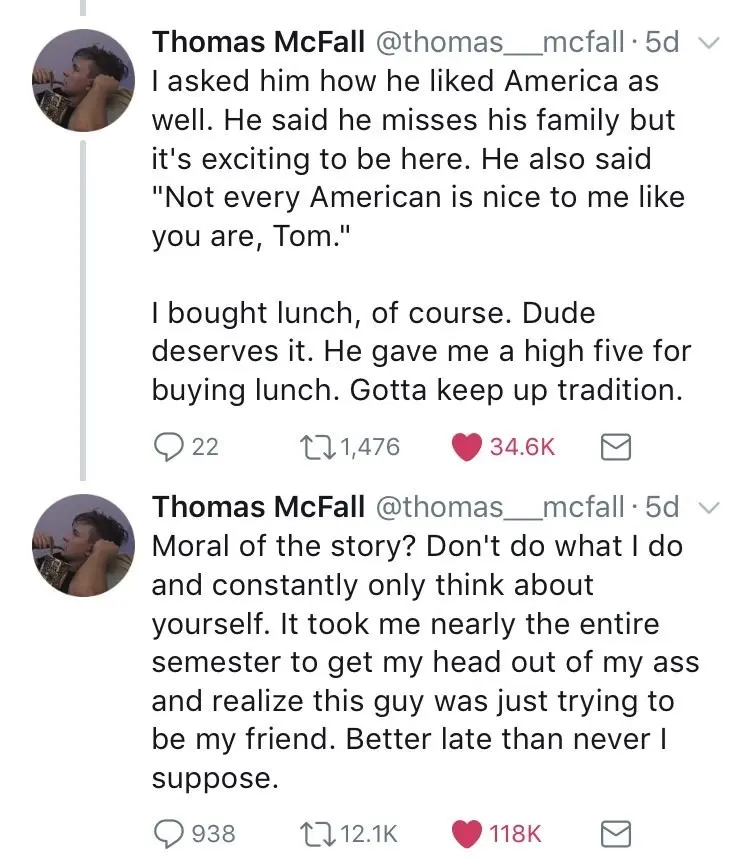 Thomas McFall @thomas___mcfall · 5d
I asked him how he liked America as
well. He said he misses his family but
it's exciting to be here. He also said
"Not every American is nice to me like
you are, Tom."
I bought lunch, of course. Dude
deserves it. He gave me a high five for
buying lunch. Gotta keep up tradition.
22 1,476 34.6K
Thomas McFall @thomas___mcfall · 5d
Moral of the story? Don't do what I do
and constantly only think about
yourself. It took me nearly the entire
semester to get my head out of my ass
and realize this guy was just trying to
be my friend. Better late than never I
suppose.
938 12.1K 118K